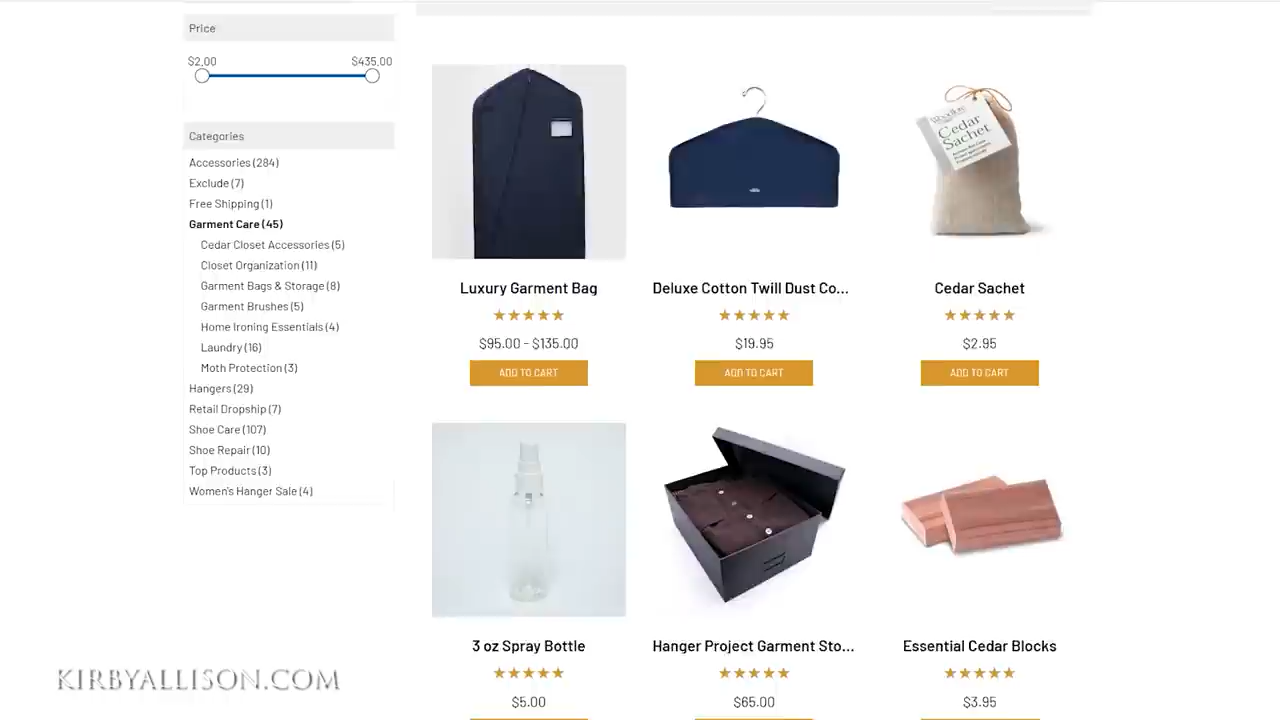 Price
$2.00
$435.00
Categories
Accessories (284)
Exclude (7)
Free Shipping (1)
Garment Care (45)
Cedar Closet Accessories (5)
Closet Organization (11)
Garment Bags & Storage (8)
Garment Brushes (5)
Home Ironing Essentials (4)
Laundry (16)
Moth Protection (3)
Hangers (29)
Retail Dropship (7)
Shoe Care (107)
Shoe Repair (10)
Top Products (3)
Women's Hanger Sale (4)
Cedar
Sachet
Luxury Garment Bag
$95.00 - $135.00
ADD TO CART
Deluxe Cotton Twill Dust Co...
$19.95
ADD TO CART
Cedar Sachet
$2.95
ADD TO CART
3 oz Spray Bottle
$5.00
Hanger Project Garment Sto...
$65.00
Essential Cedar Blocks
$3.95
KIRBYALLISON.COM